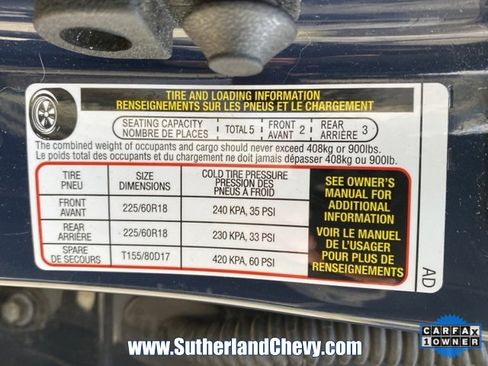 TIRE AND LOADING INFORMATION
RENSEIGNEMENTS SUR LES PNEUS ET LE CHARGEMENT
SEATING CAPACITY
NOMBRE DE PLACES
TOTAL 5
FRONT
AVANT 2
REAR
ARRIÈRE 3
The combined weight of occupants and cargo should never exceed 408kg or 900lbs.
Le poids total des occupants et du chargement ne doit jamais dépasser 408kg ou 900lb.
TIRE
PNEU
SIZE
DIMENSIONS
COLD TIRE PRESSURE
PRESSION DES
PNEUS À FROID
FRONT
AVANT
225/60R18
240 KPA, 35 PSI
REAR
ARRIÈRE
225/60R18
230 KPA, 33 PSI
SPARE
DE SECOURS
T155/80D17
420 KPA, 60 PSI
SEE OWNER'S
MANUAL FOR
ADDITIONAL
INFORMATION
VOIR LE MANUEL
DE L'USAGER
POUR PLUS DE
RENSEIGNEMENTS
AD
CARFAX
1 OWNER
www.SutherlandChevy.com